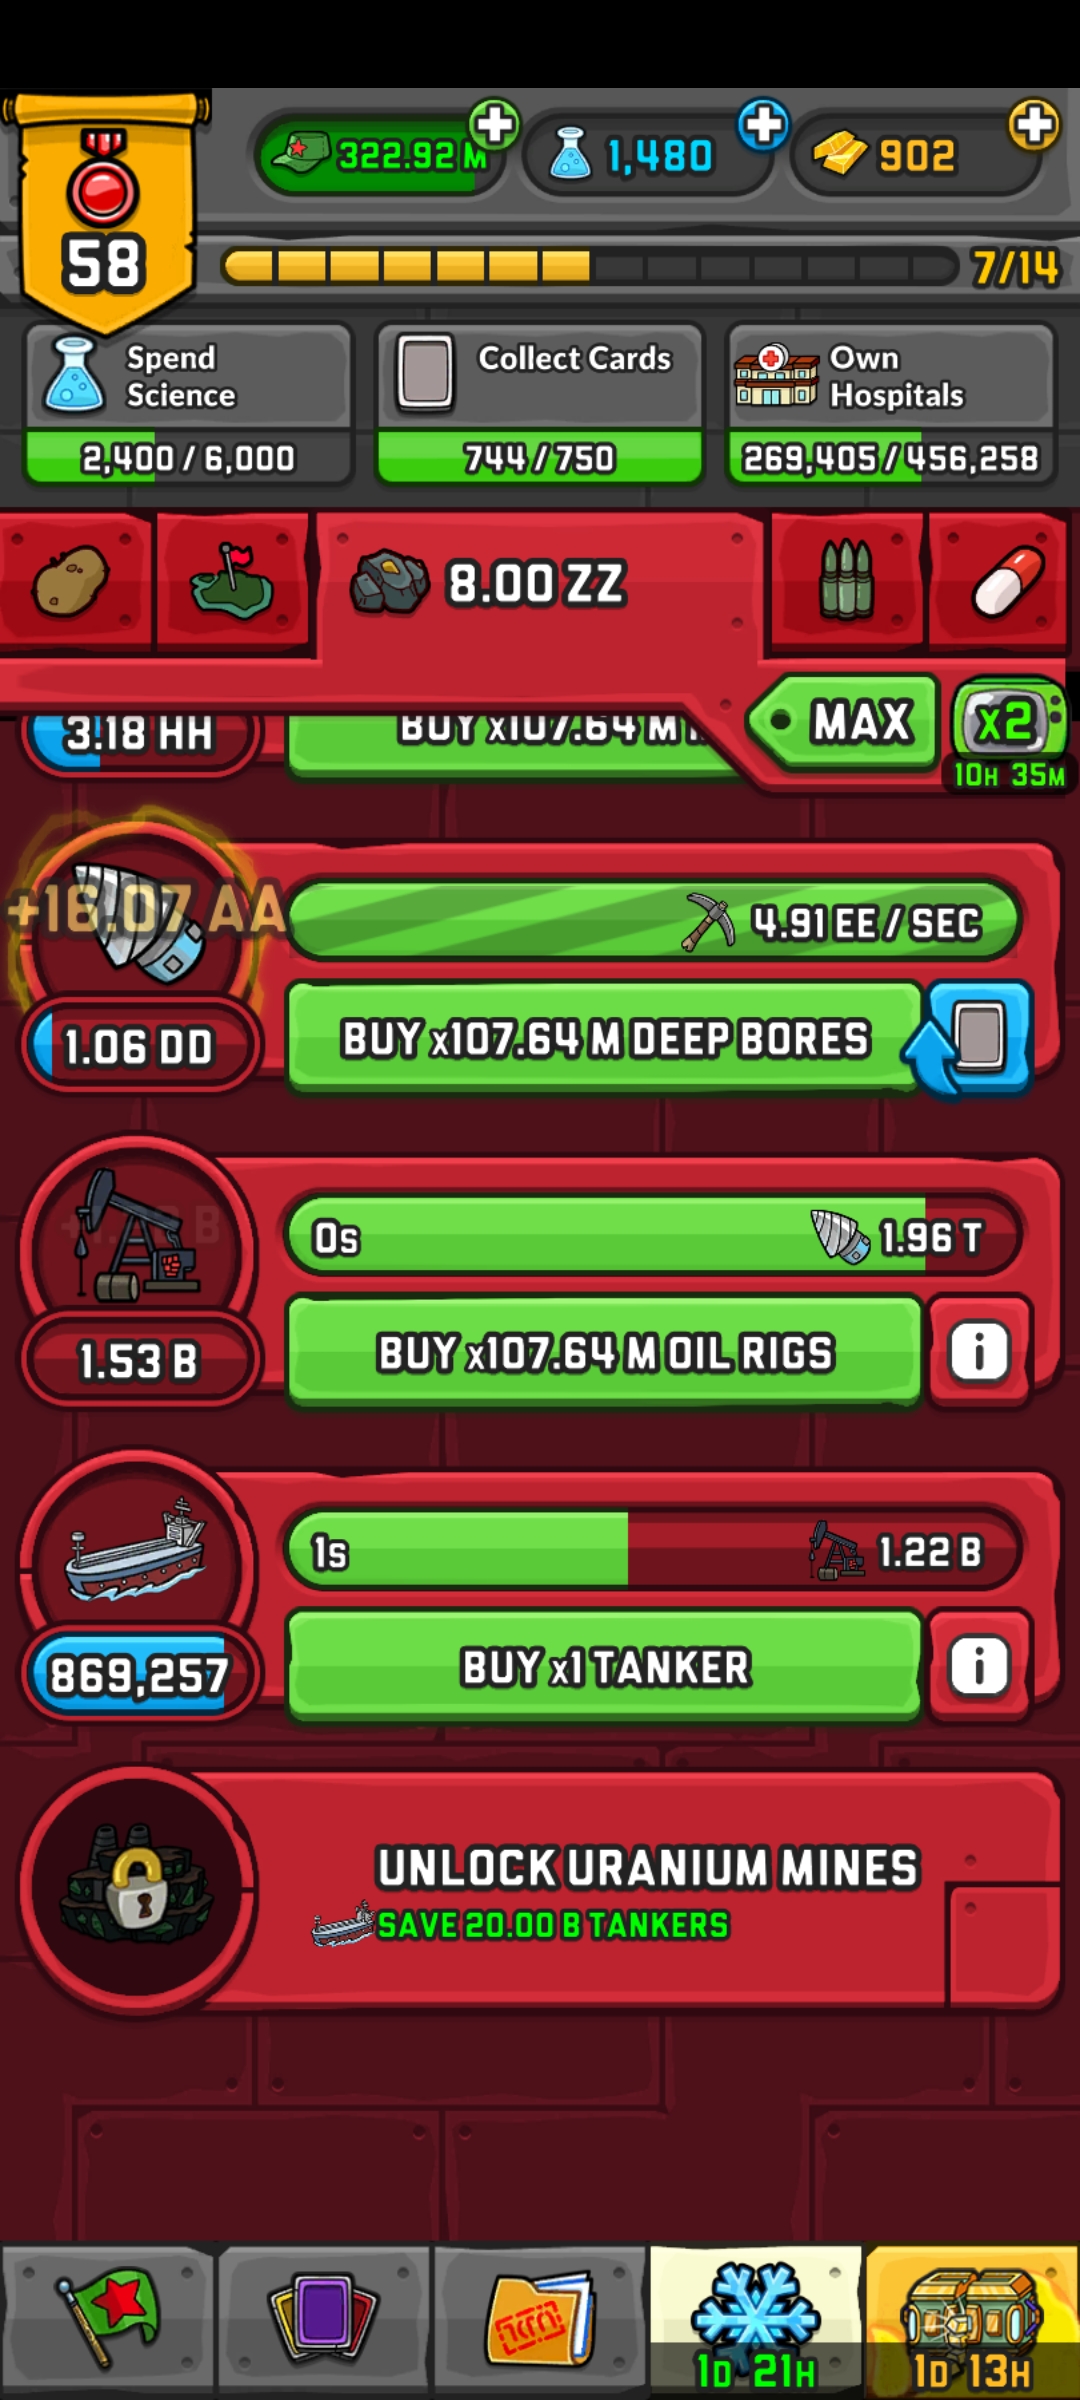 58
322.92 M
1,480
902
7/14
Spend
Science
2,400 / 6,000
Collect Cards
744 / 750
Own
Hospitals
269,405 / 456,258
8.00 ZZ
MAX
x2
10H 35M
3.18 HH
BUY x107.64 M
+16.07 AA
4.91 EE / SEC
1.06 DD
BUY x107.64 M DEEP BORES
0s
1.96 T
1.53 B
BUY x107.64 M OIL RIGS
i
1s
1.22 B
869,257
BUY x1 TANKER
i
UNLOCK URANIUM MINES
SAVE 20.00 B TANKERS
1D 21H
1D 13H